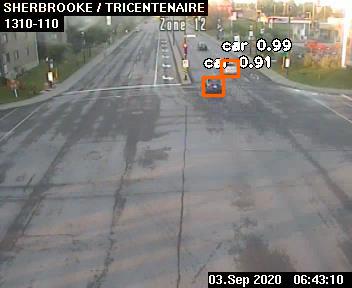 SHERBROOKE / TRICENTENAIRE
1310-110
Zone 12
car 0.99
car 0.91
03.Sep 2020 06:43:10